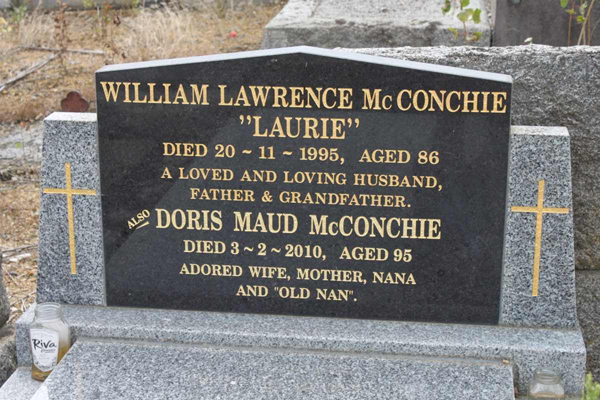 WILLIAM LAWRENCE McCONCHIE
"LAURIE"
DIED 20 ~ 11 ~ 1995, AGED 86
A LOVED AND LOVING HUSBAND,
FATHER & GRANDFATHER.
ALSO DORIS MAUD McCONCHIE
DIED 3 ~ 2 ~ 2010, AGED 95
ADORED WIFE, MOTHER, NANA
AND "OLD NAN".
Riva